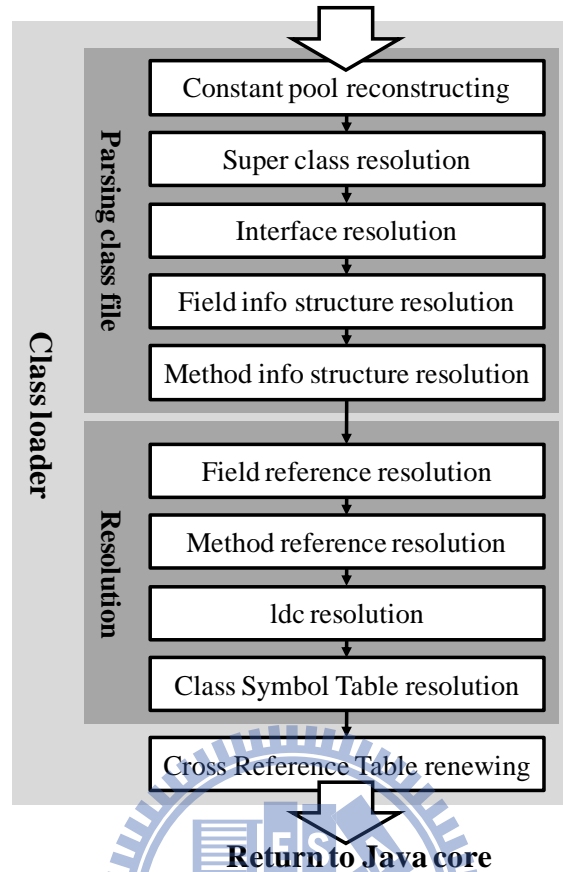 Class loader
Parsing class file
Constant pool reconstructing
Super class resolution
Interface resolution
Field info structure resolution
Method info structure resolution
Resolution
Field reference resolution
Method reference resolution
ldc resolution
Class Symbol Table resolution
Cross Reference Table renewing
ES
Return to Java core